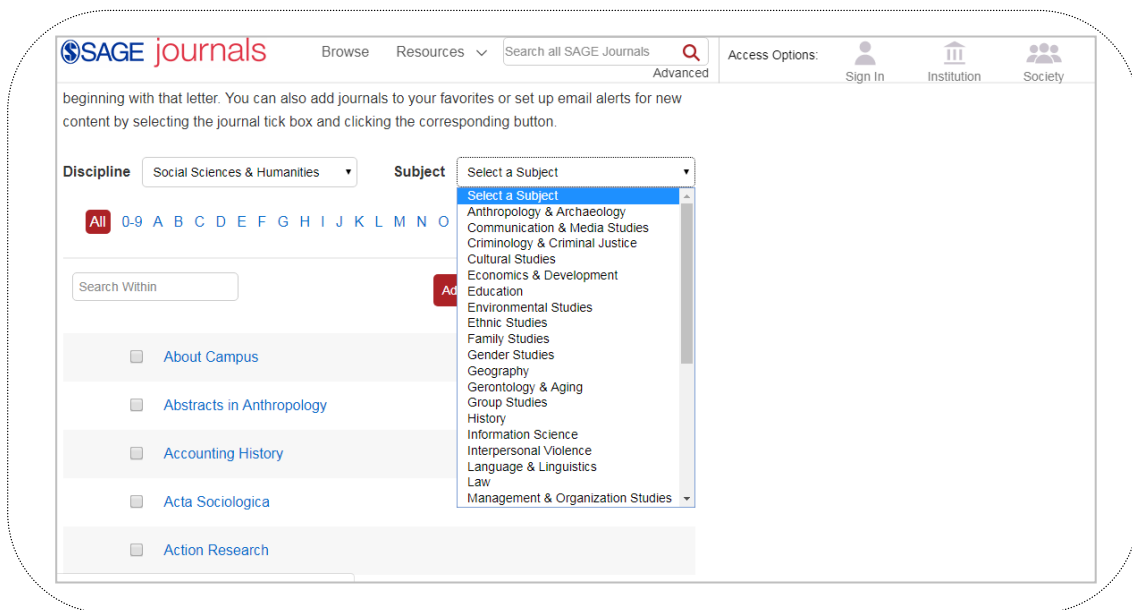 SAGE journals
Browse Resources Search all SAGE Journals
Advanced
Access Options:
Sign In Institution Society
beginning with that letter. You can also add journals to your favorites or set up email alerts for new
content by selecting the journal tick box and clicking the corresponding button.
Discipline Social Sciences & Humanities Subject Select a Subject
All 0-9 A B C D E F G H I J K L M N O
Search Within
Select a Subject
Anthropology & Archaeology
Communication & Media Studies
Criminology & Criminal Justice
Cultural Studies
Economics & Development
Education
Environmental Studies
Ethnic Studies
Family Studies
Gender Studies
Geography
Gerontology & Aging
Group Studies
History
Information Science
Interpersonal Violence
Language & Linguistics
Law
Management & Organization Studies
About Campus
Abstracts in Anthropology
Accounting History
Acta Sociologica
Action Research